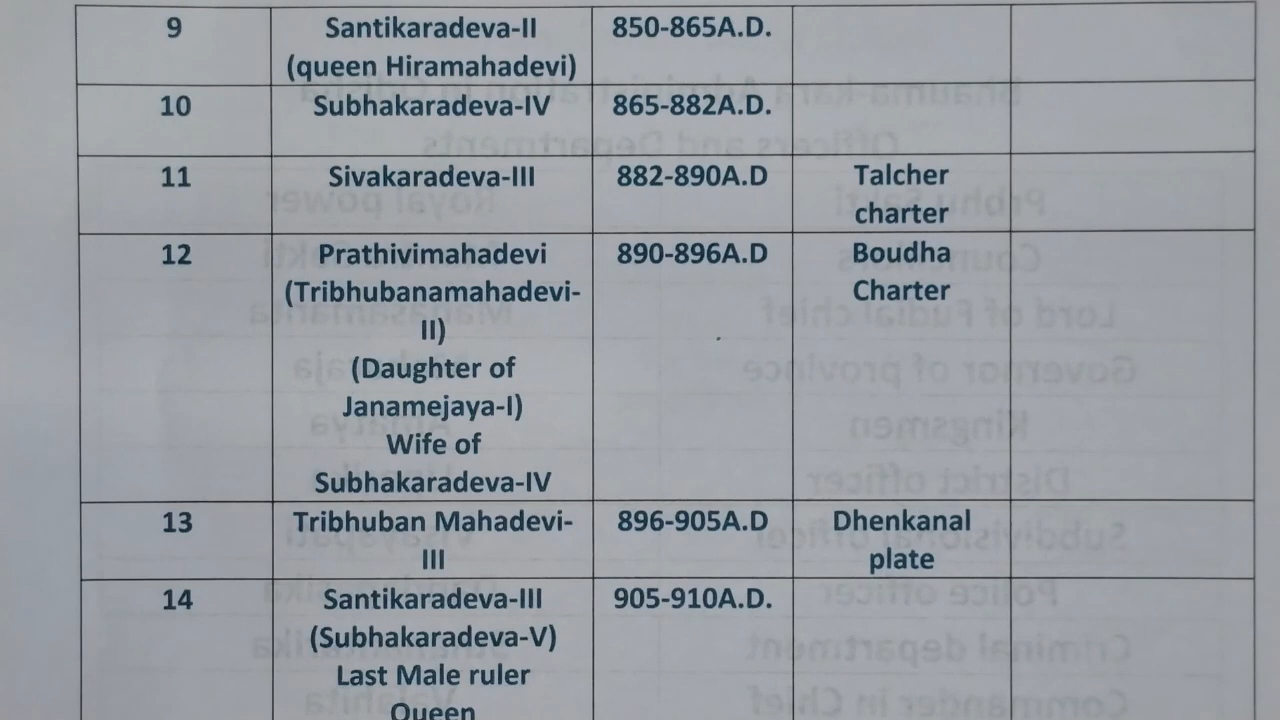 9 Santikaradeva-II 850-865A.D.
(queen Hiramahadevi)
10 Subhakaradeva-IV 865-882A.D.
11 Sivakaradeva-III 882-890A.D Talcher
charter
12 Prathivimahadevi 890-896A.D Boudha
(Tribhubanamahadevi- Charter
II)
(Daughter of
Janamejaya-I)
Wife of
Subhakaradeva-IV
13 Tribhuban Mahadevi- 896-905A.D Dhenkanal
III plate
14 Santikaradeva-III 905-910A.D.
(Subhakaradeva-V)
Last Male ruler
Queen